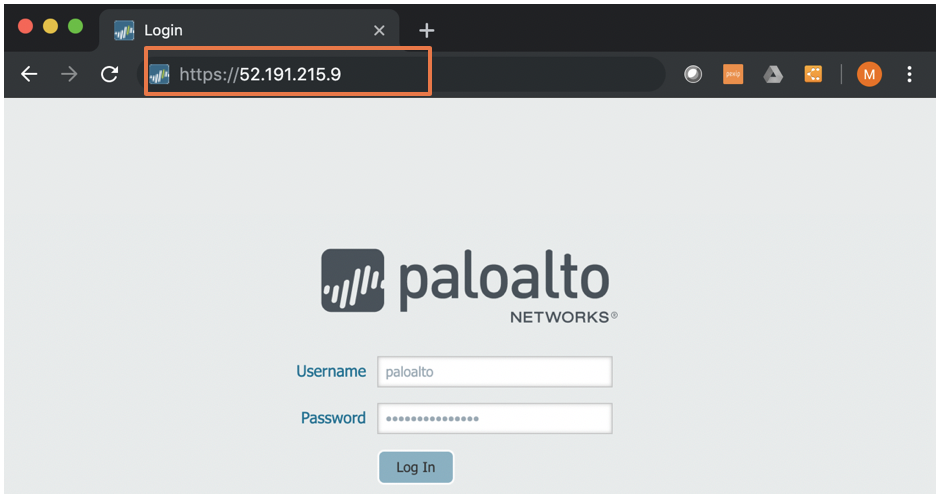 Login
https://52.191.215.9
pexip
M
paloalto
NETWORKS®
Username paloalto
Password •••••••••••••••
Log In